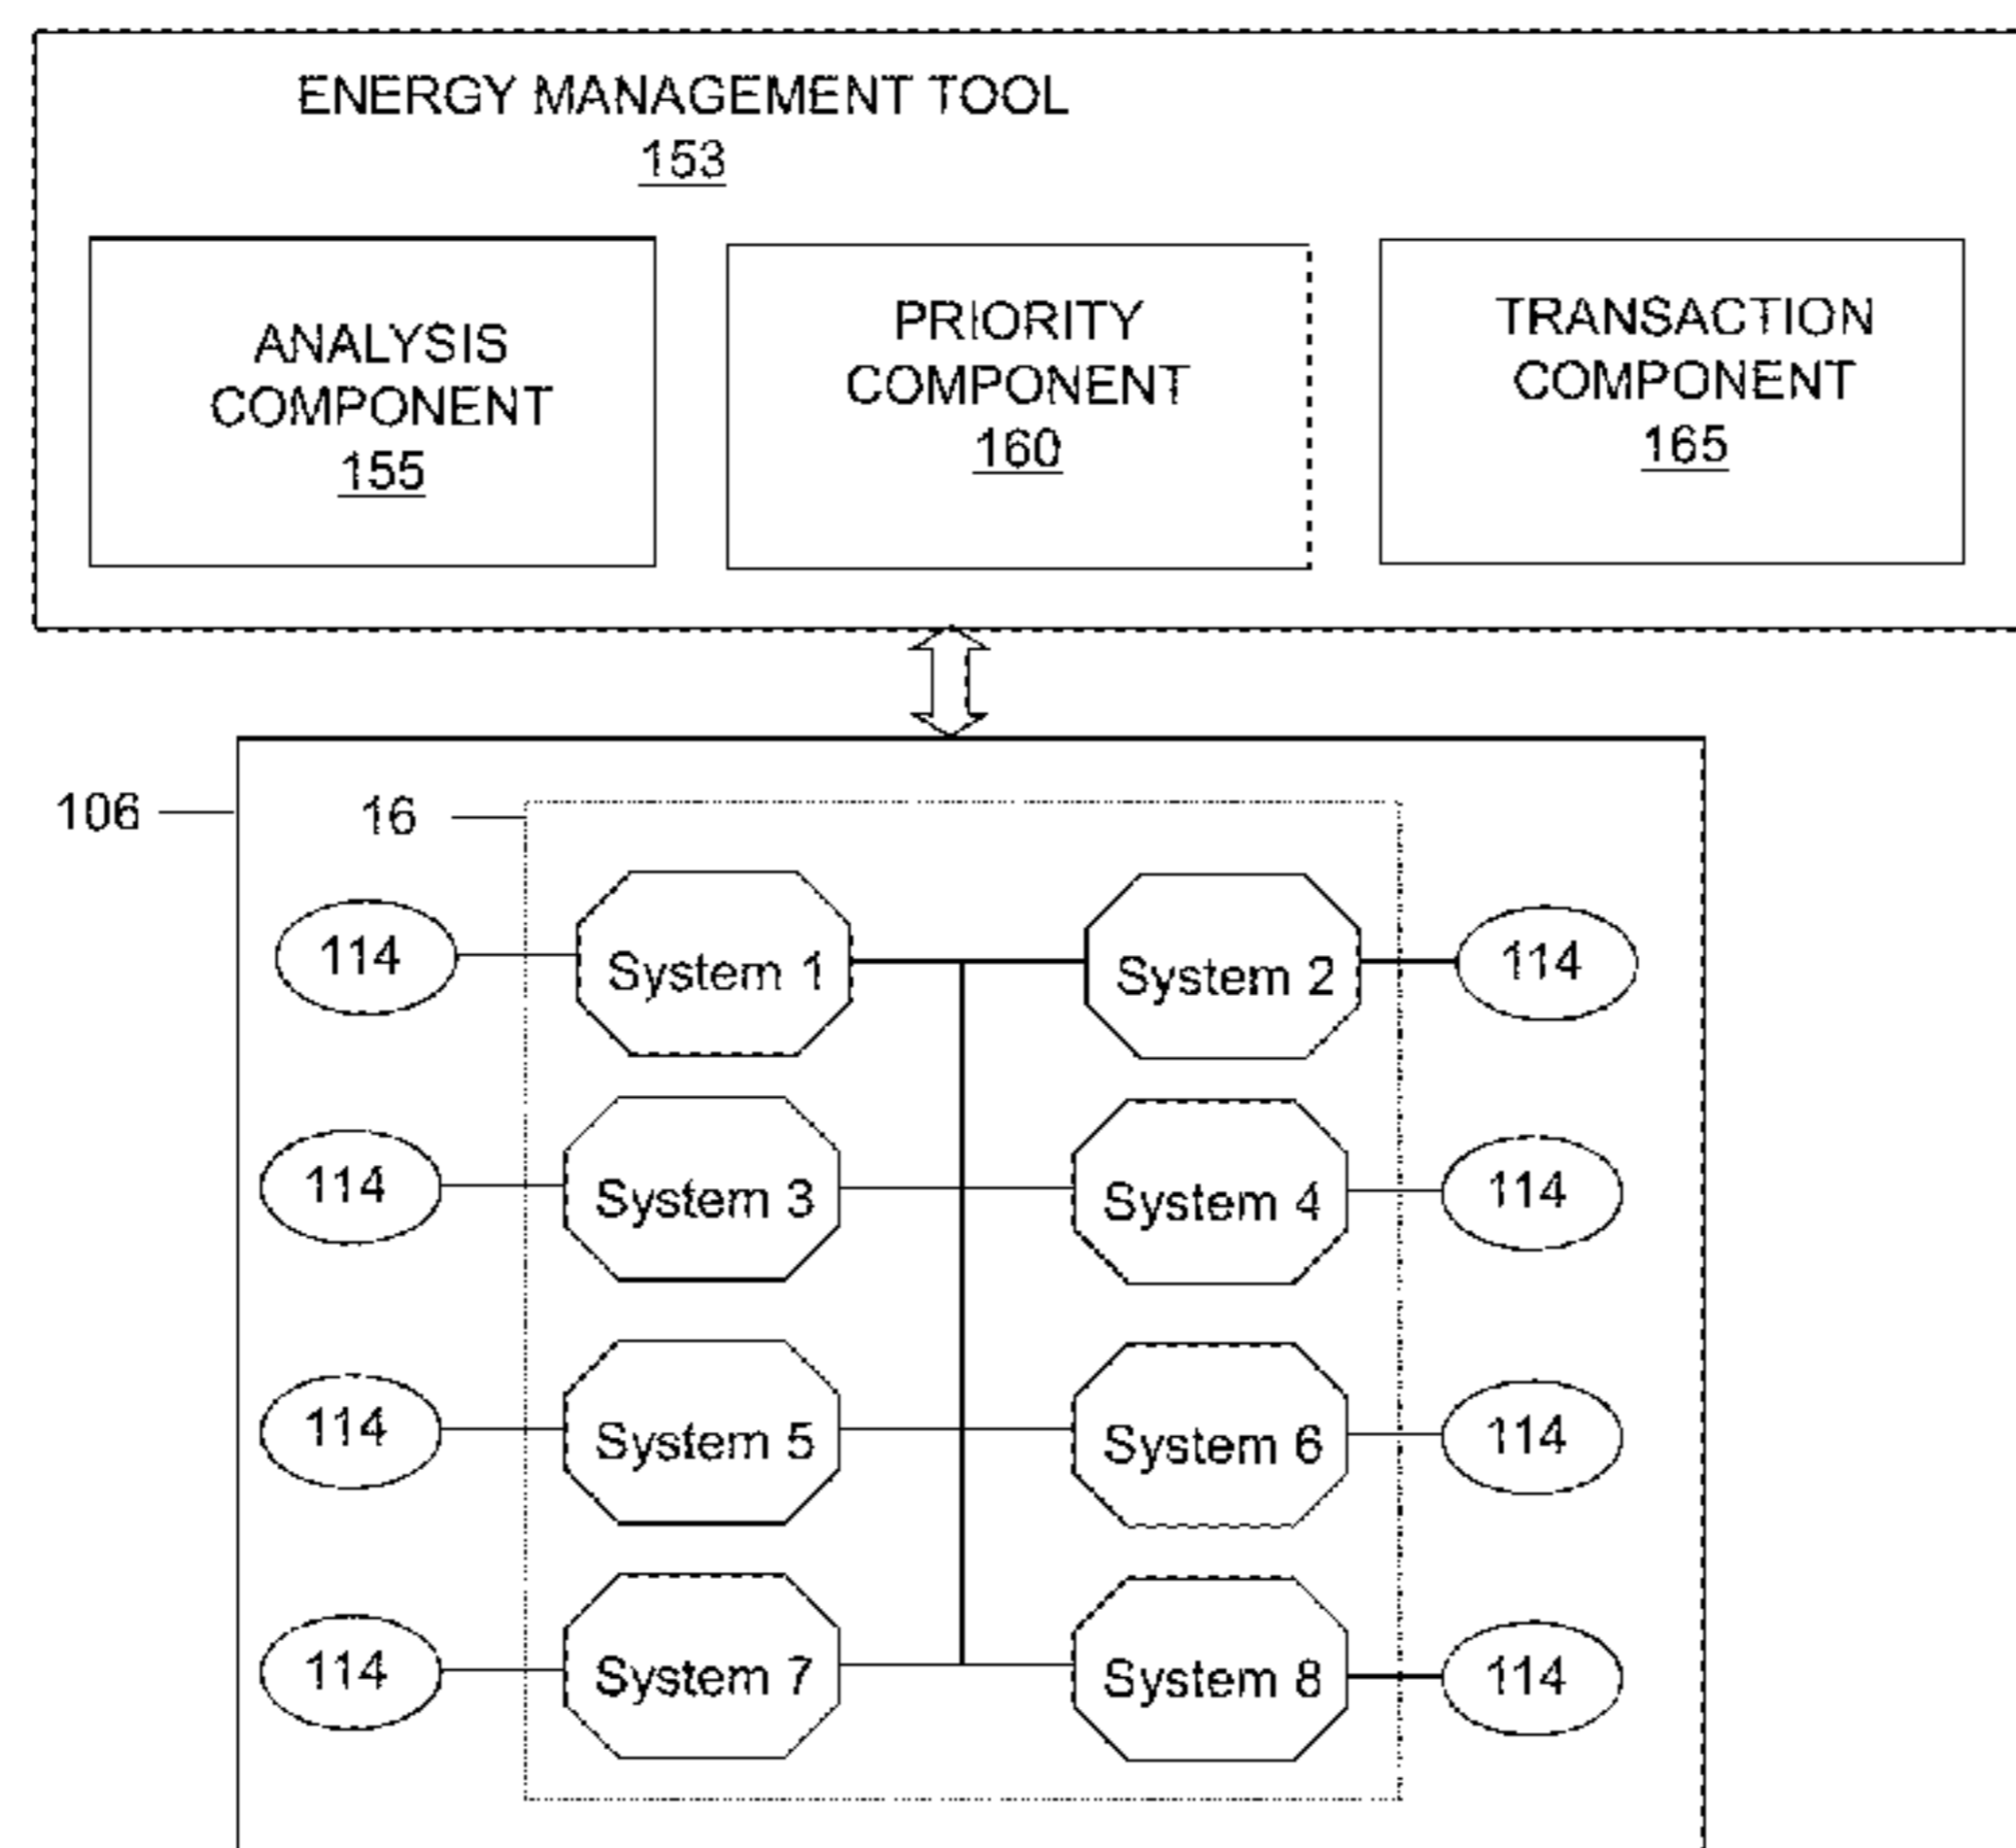 ENERGY MANAGEMENT TOOL
153
ANALYSIS
COMPONENT
155
PRIORITY
COMPONENT
160
TRANSACTION
COMPONENT
165
106
16
114
System 1
System 2
114
114
System 3
System 4
114
114
System 5
System 6
114
114
System 7
System 8
114